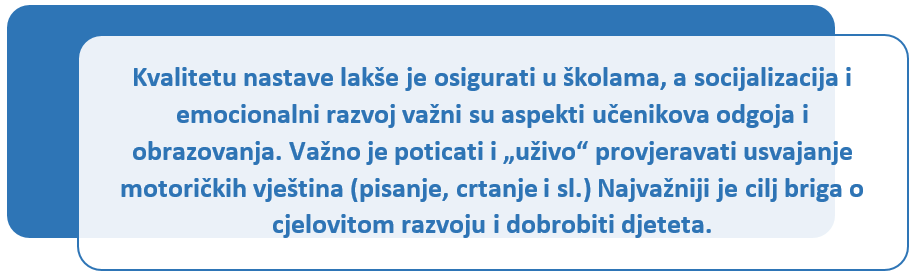 Kvalitetu nastave lakše je osigurati u školama, a socijalizacija i
emocionalni razvoj važni su aspekti učenikova odgoja i
obrazovanja. Važno je poticati i „uživo“ provjeravati usvajanje
motoričkih vještina (pisanje, crtanje i sl.) Najvažniji je cilj briga o
cjelovitom razvoju i dobrobiti djeteta.